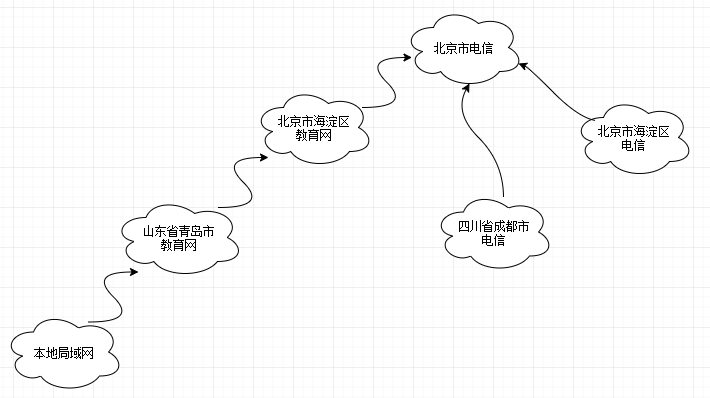 北京市电信
北京市海淀区
教育网
北京市海淀区
电信
山东省青岛市
教育网
四川省成都市
电信
本地局域网